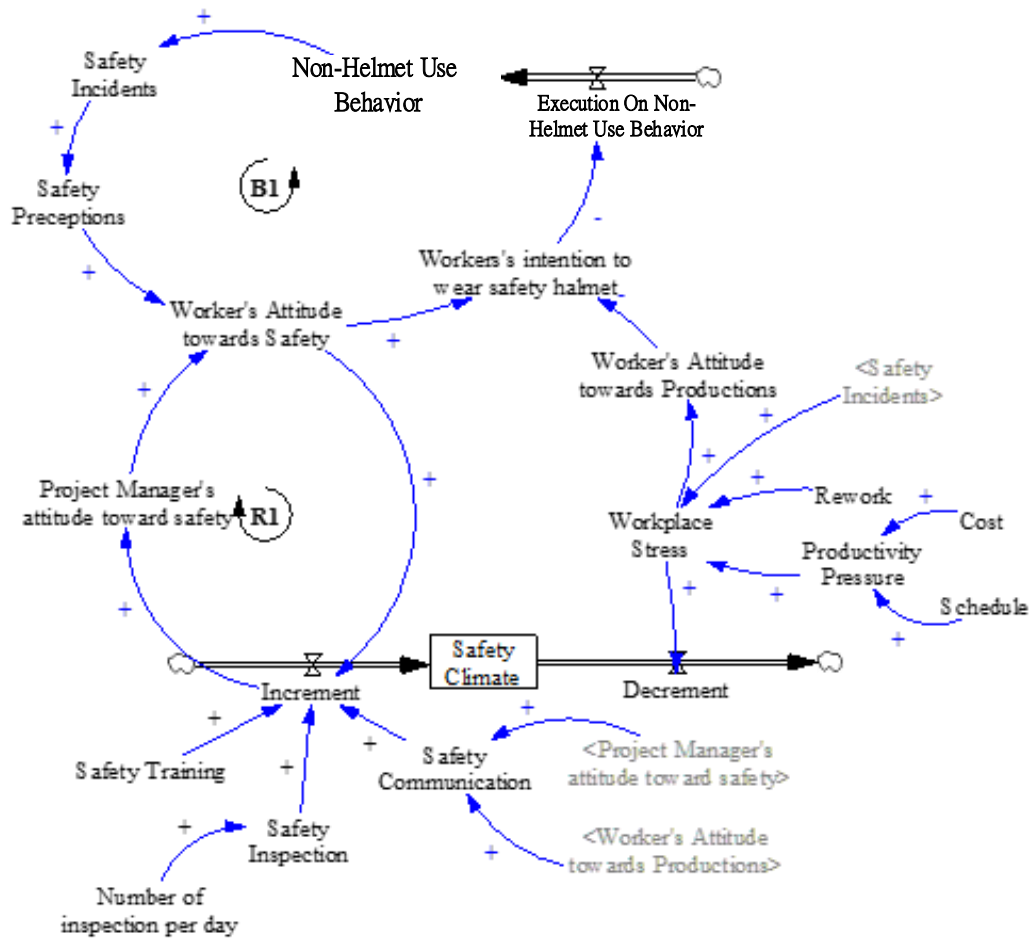 +
Safety
Incidents
Non-Helmet Use
Behavior
Execution On Non-
Helmet Use Behavior
+
Safety
Preceptions
B1
-
+
Workers's intention to
wear safety halmet
-
Worker's Attitude
towards Safety
+
Worker's Attitude
towards Productions
<Safety
Incidents>
+
+
+
+
+
Project Manager's
attitude toward safety
R1
Rework
+
Cost
Workplace
Stress
Productivity
Pressure
+
+
Schedule
+
+
Safety
Climate
Increment
Decrement
+
+
+
+
Safety Training
Safety
Communication
<Project Manager's
attitude toward safety>
+
Safety
Inspection
+
<Worker's Attitude
towards Productions>
Number of
inspection per day